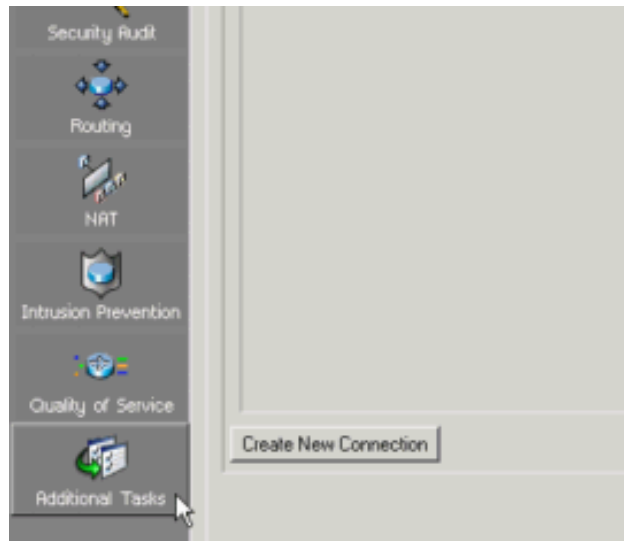 Security Audit
Routing
NAT
Intrusion Prevention
Quality of Service
Create New Connection
Additional Tasks